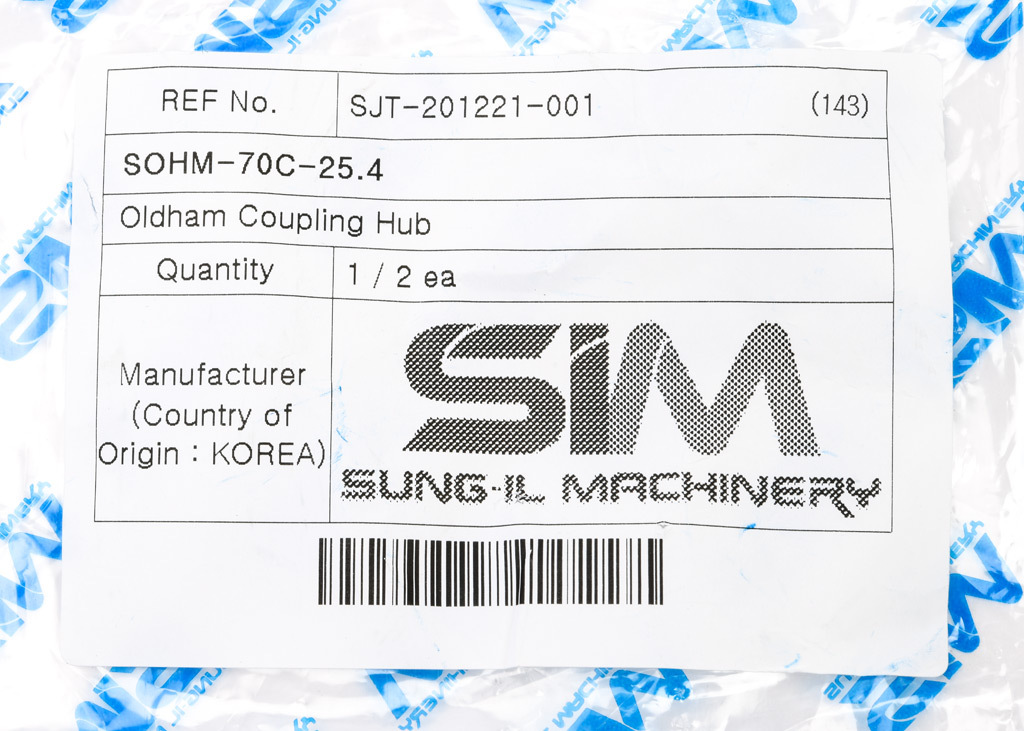 REF No. SJT-201221-001 (143)
SOHM-70C-25.4
Oldham Coupling Hub
Quantity 1 / 2 ea
Manufacturer
(Country of
Origin : KOREA)
SIM
SUNG-IL MACHINERY